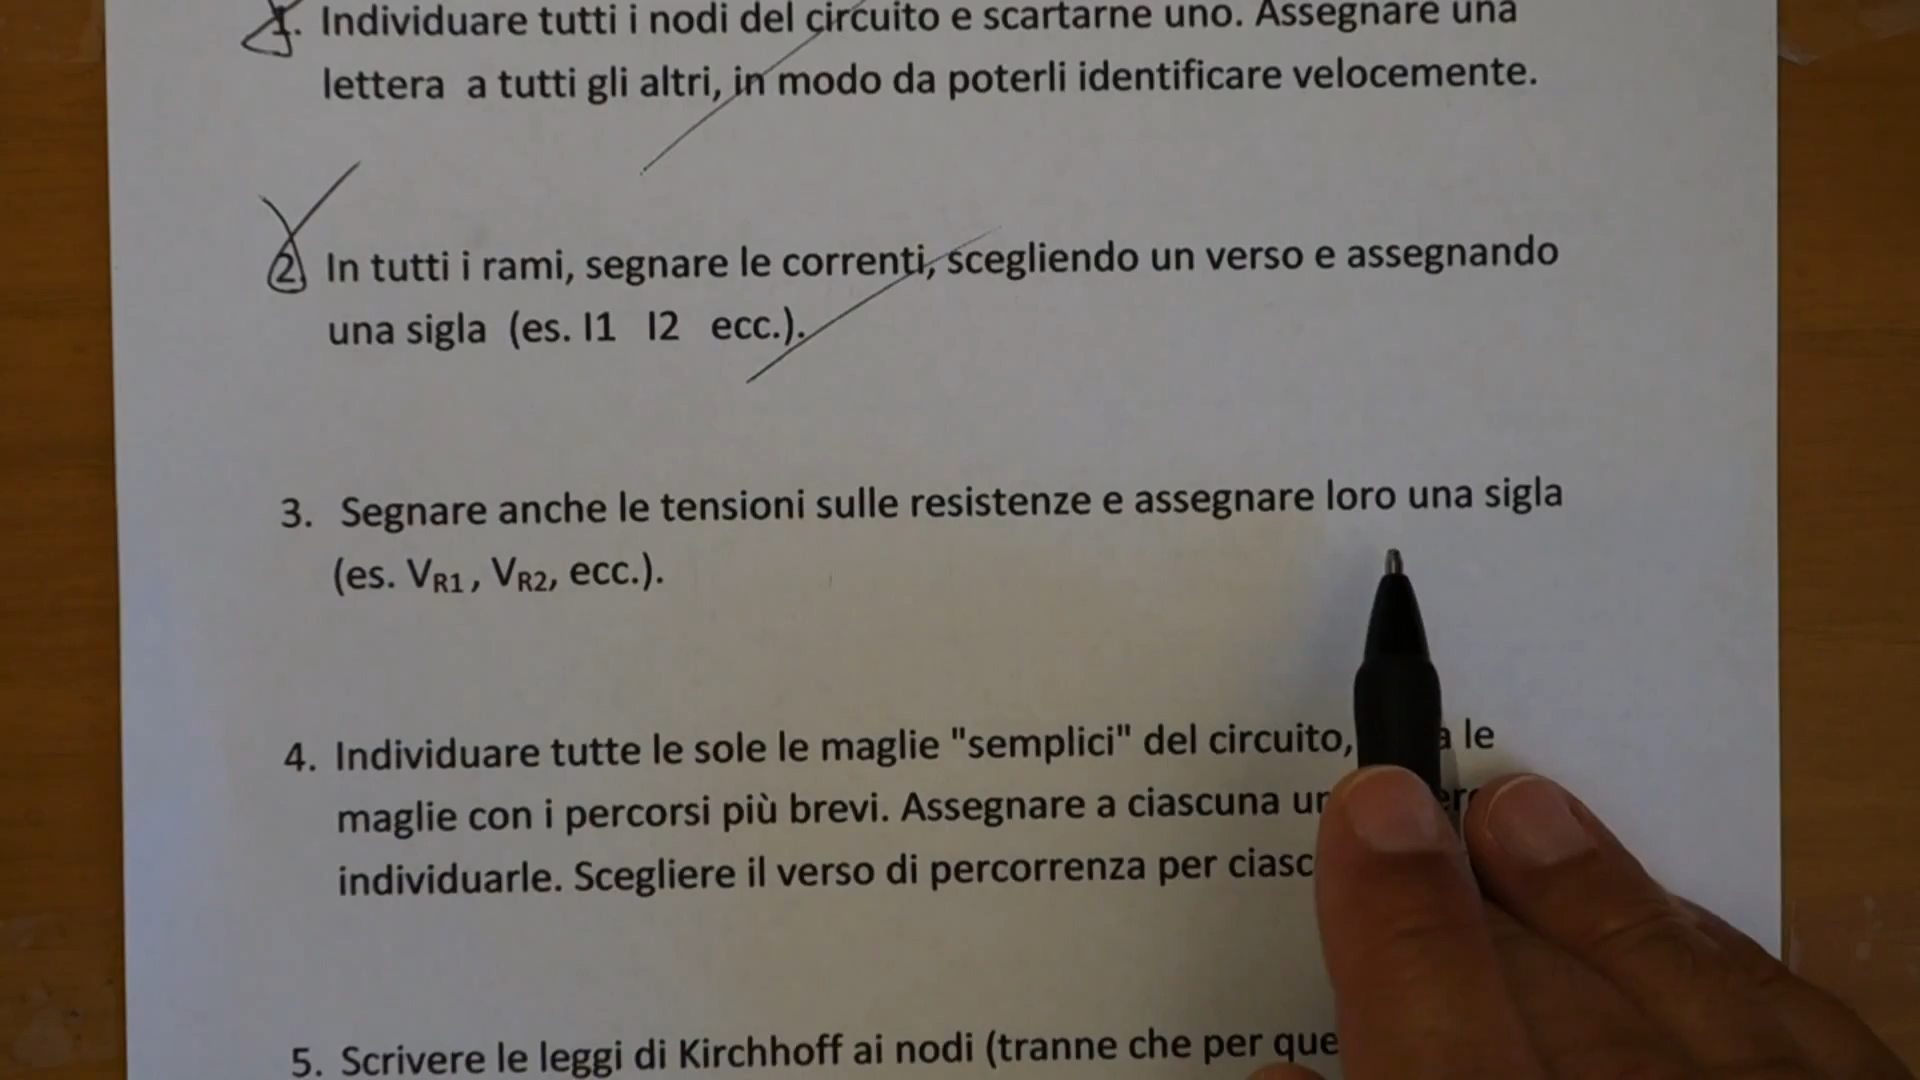 1. Individuare tutti i nodi del circuito e scartarne uno. Assegnare una
lettera a tutti gli altri, in modo da poterli identificare velocemente.
2. In tutti i rami, segnare le correnti, scegliendo un verso e assegnando
una sigla (es. I1 I2 ecc.).
3. Segnare anche le tensioni sulle resistenze e assegnare loro una sigla
(es. VR1 , VR2, ecc.).
4. Individuare tutte le sole le maglie "semplici" del circuito, le
maglie con i percorsi più brevi. Assegnare a ciascuna
individuarle. Scegliere il verso di percorrenza per
5. Scrivere le leggi di Kirchhoff ai nodi (tranne che per